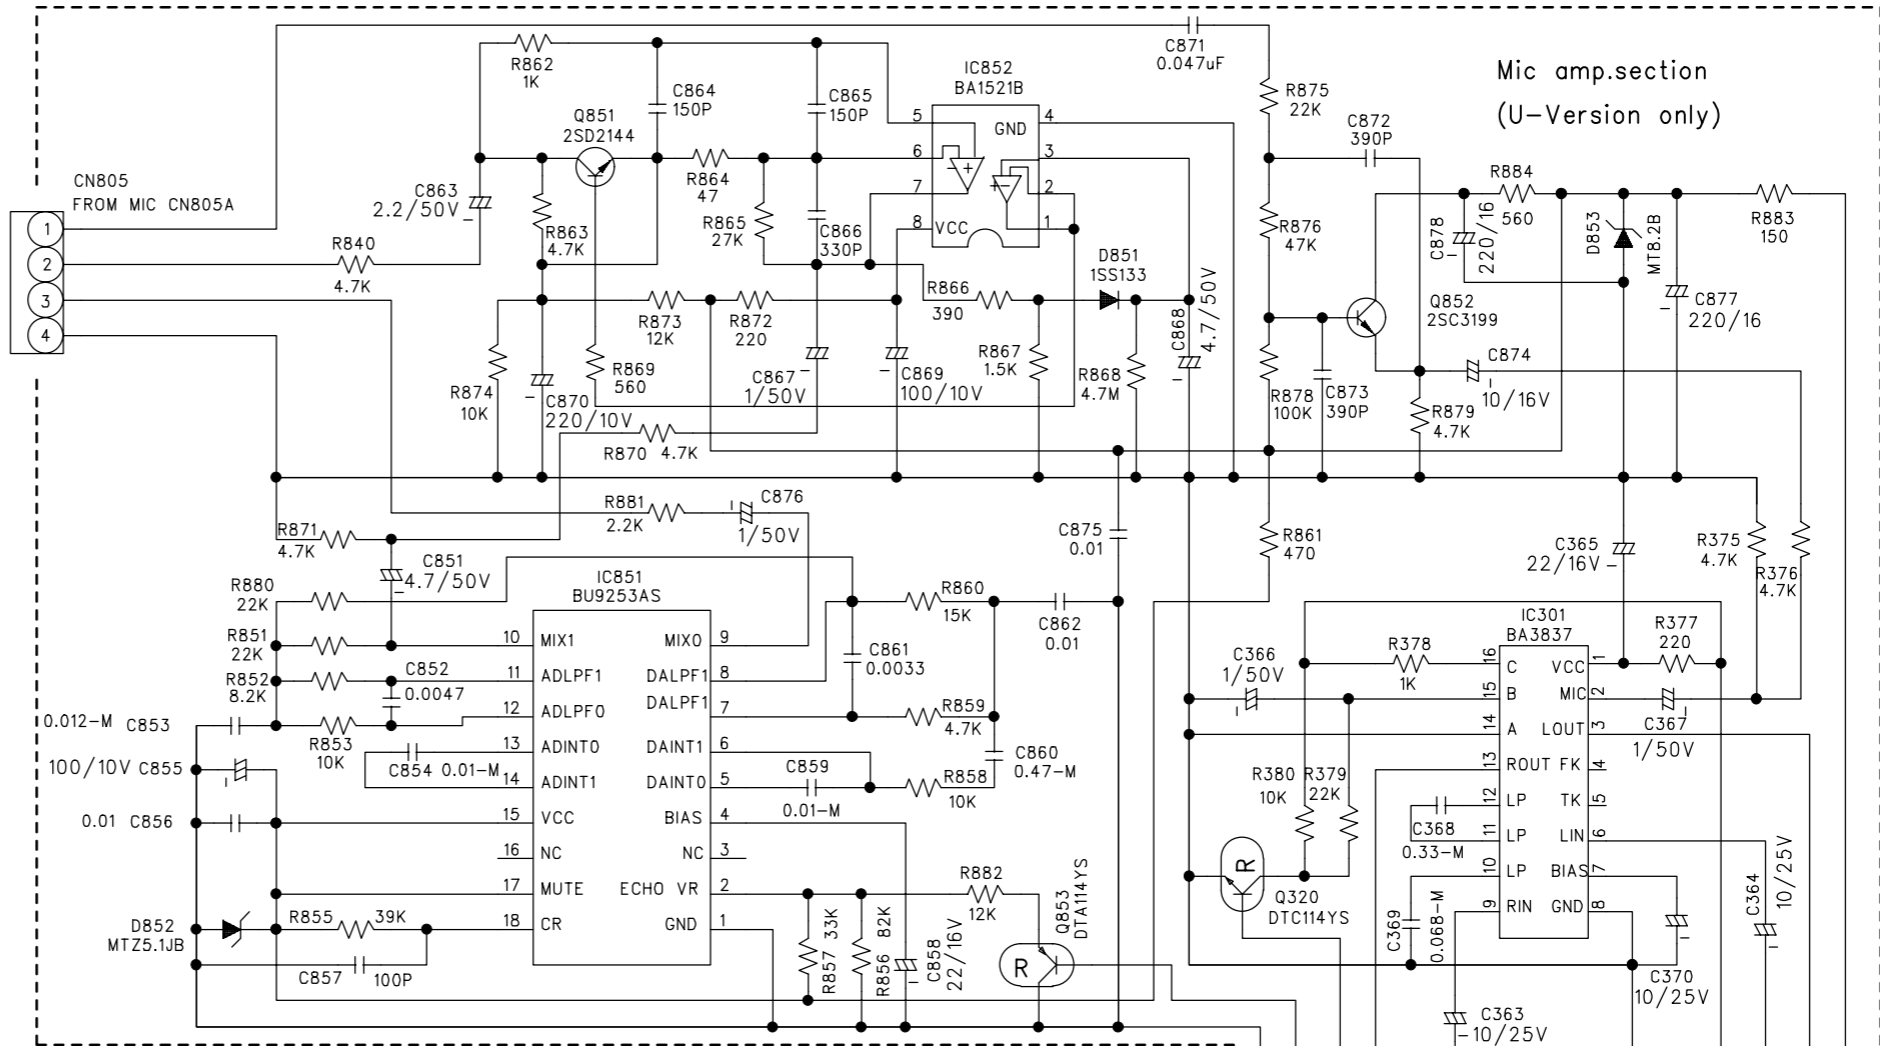 Mic amp.section
(U-Version only)
CN805
FROM MIC CN805A
1
2
3
4
R840
4.7K
R862
1K
C863
2.2/50V
-
Q851
2SD2144
C864
150P
C865
150P
R863
4.7K
R864
47
R865
27K
C866
330P
IC852
BA1521B
5
GND
4
6
3
7
2
8
VCC
1
+
+-
C871
0.047uF
R875
22K
C872
390P
R876
47K
R884
560
C878
220/16
-
D853
MT8.2B
R883
150
C877
220/16
-
Q852
2SC3199
D851
1SS133
C868
4.7/50V
-
R866
390
R867
1.5K
R868
4.7M
R873
12K
R872
220
R874
10K
C870
220/10V
-
R869
560
C867
1/50V
-
C869
100/10V
-
R870
4.7K
R878
100K
C873
390P
R879
4.7K
C874
-
10/16V
R871
4.7K
R881
2.2K
C876
1/50V
C851
4.7/50V
-
C875
0.01
R861
470
C365
22/16V
-
R375
4.7K
R376
4.7K
R880
22K
R851
22K
R852
8.2K
C852
0.0047
0.012-M
C853
R853
10K
100/10V
C855
C854
0.01-M
0.01
C856
D852
MTZ5.1JB
R855
39K
C857
100P
IC851
BU9253AS
10
MIX1
MIX0
9
11
ADLPF1
DALPF1
8
12
ADLPF0
DALPF1
7
13
ADINT0
DAINT1
6
14
ADINT1
DAINT0
5
15
VCC
BIAS
4
16
NC
NC
3
17
MUTE
ECHO VR
2
18
CR
GND
1
R860
15K
C862
0.01
C861
0.0033
R859
4.7K
C860
0.47-M
C859
0.01-M
R858
10K
R857
33K
R856
82K
C858
22/16V
-
R882
12K
Q853
DTA114YS
R
C366
1/50V
R378
1K
IC301
BA3837
16
C
VCC
1
15
B
MIC
2
14
A
LOUT
3
13
ROUT
FK
4
12
LP
TK
5
11
LP
LIN
6
10
LP
BIAS
7
9
RIN
GND
8
R377
220
C367
1/50V
R380
10K
R379
22K
C368
0.33-M
R
Q320
DTC114YS
C369
0.068-M
C364
10/25V
-
C370
10/25V
-
C363
-10/25V